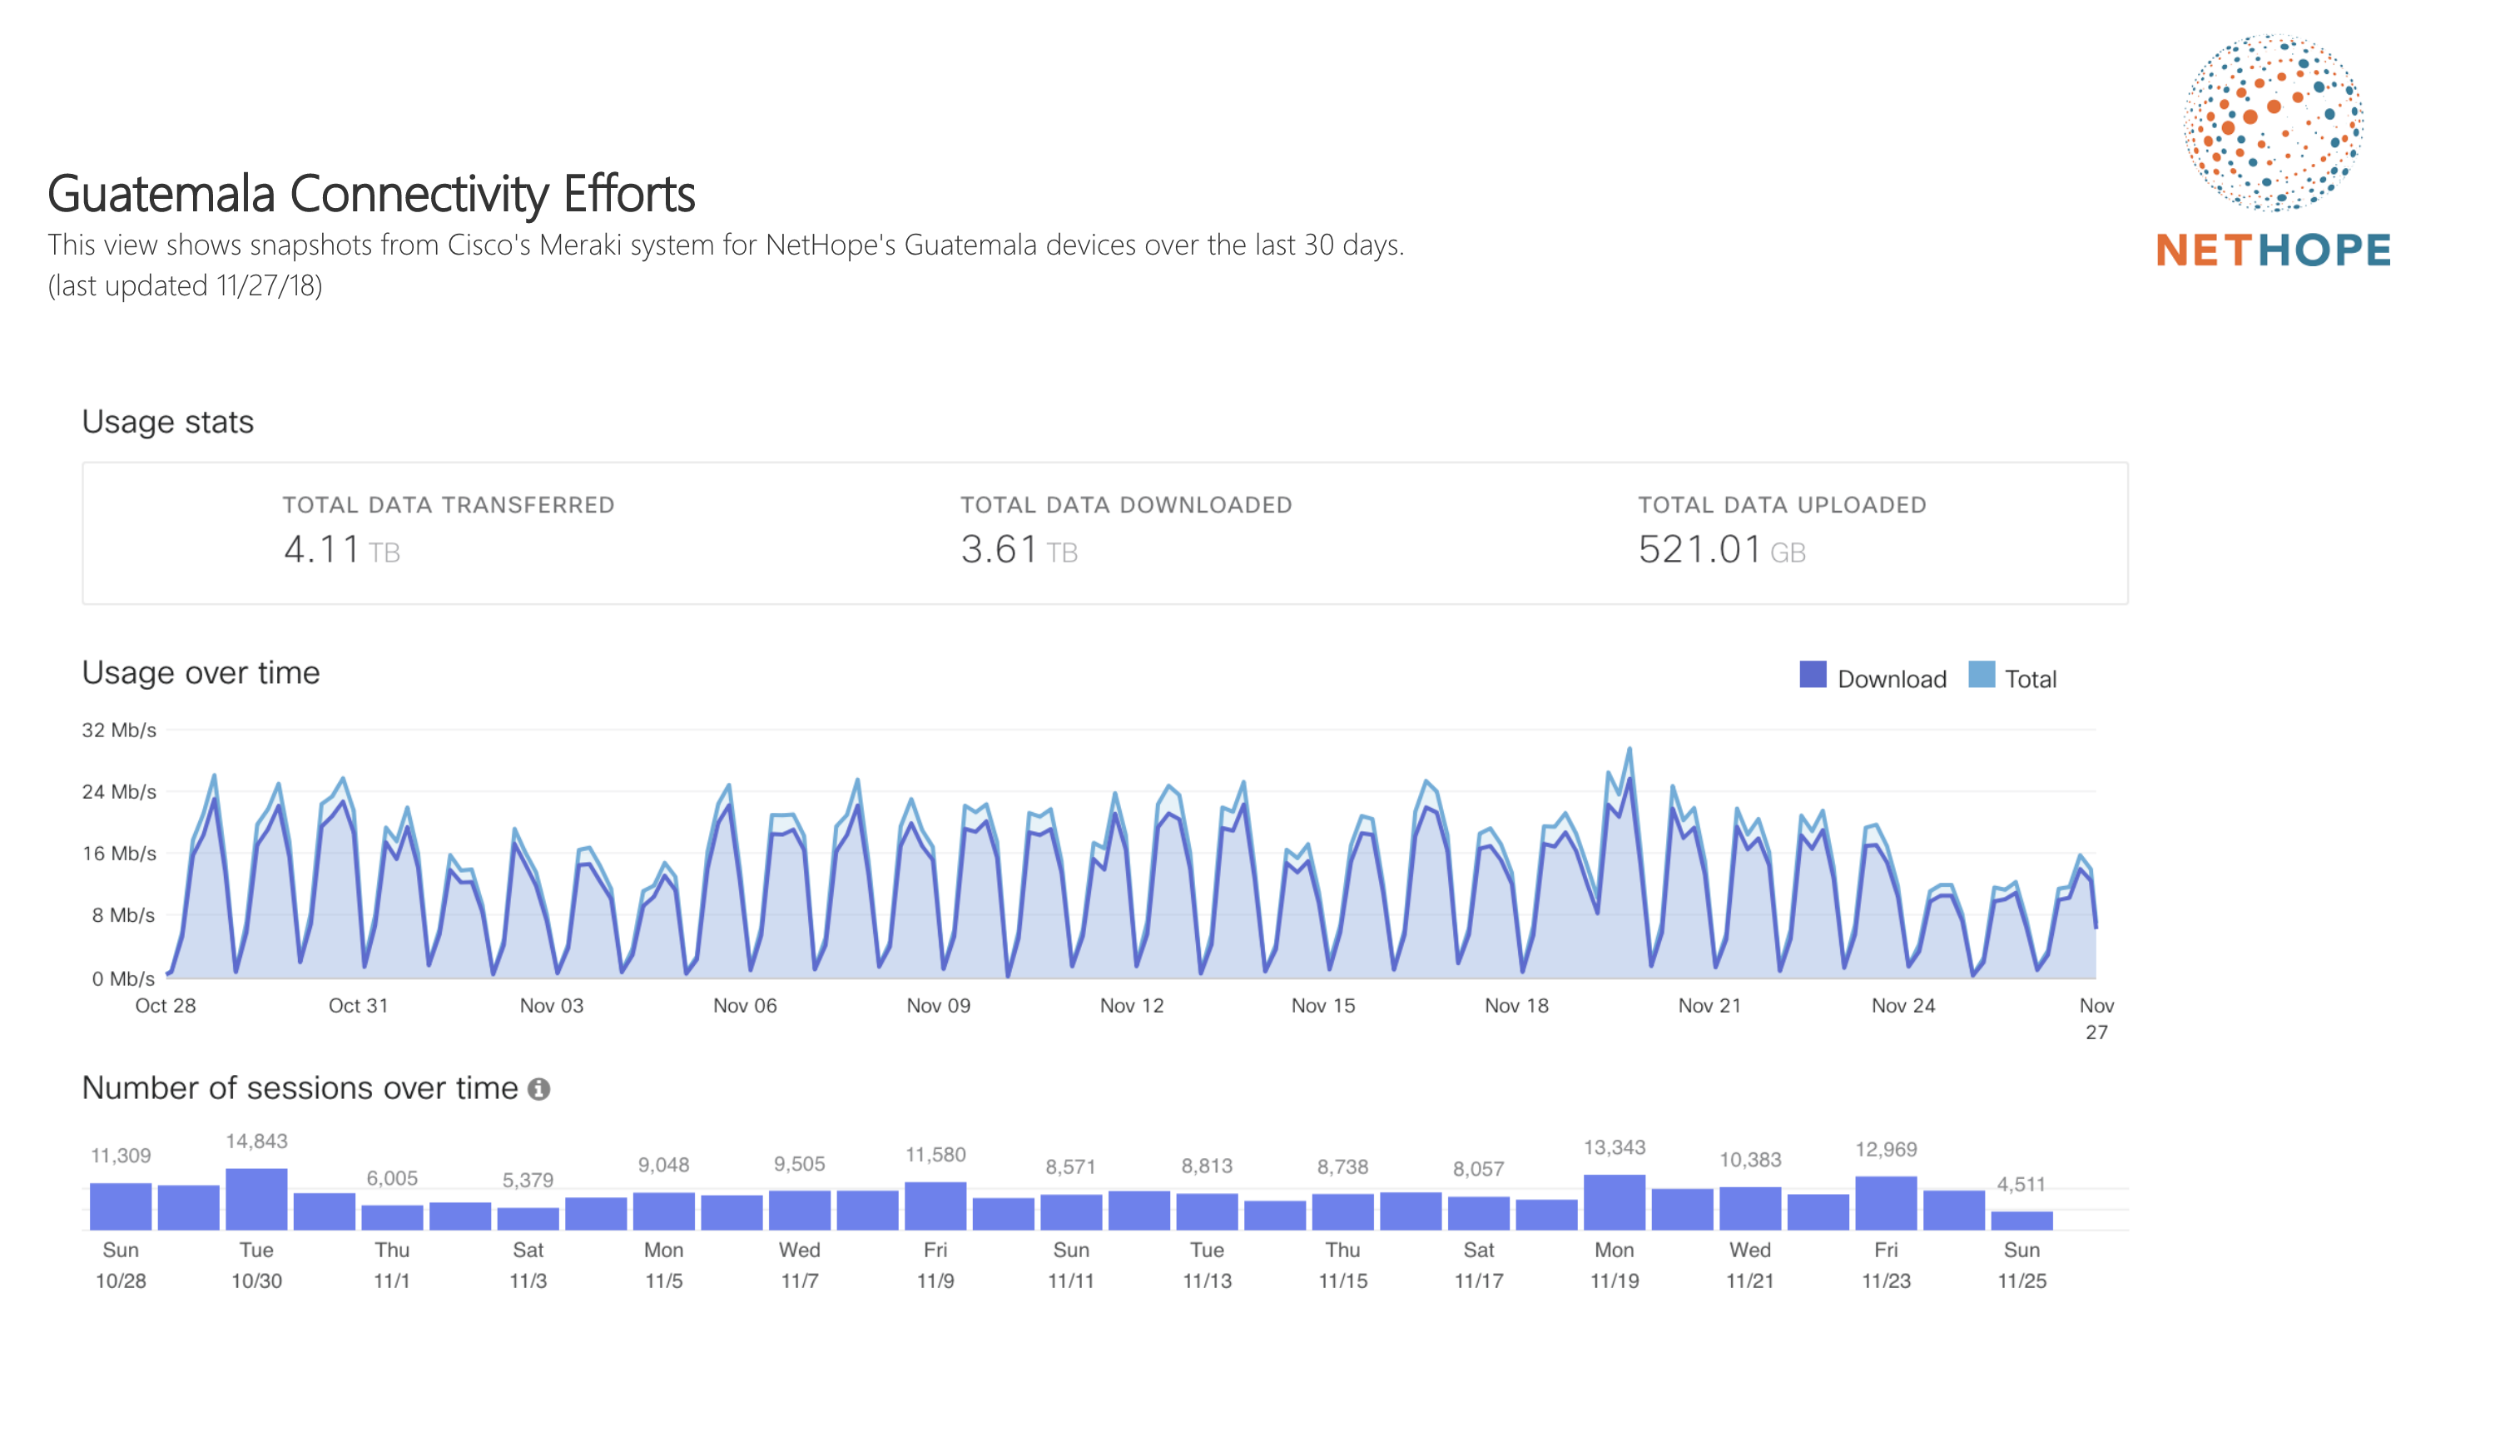 NETHOPE
Guatemala Connectivity Efforts
This view shows snapshots from Cisco's Meraki system for NetHope's Guatemala devices over the last 30 days.
(last updated 11/27/18)
Usage stats
TOTAL DATA TRANSFERRED
4.11 TB
TOTAL DATA DOWNLOADED
3.61 TB
TOTAL DATA UPLOADED
521.01 GB
Usage over time
Download Total
32 Mb/s
24 Mb/s
16 Mb/s
8 Mb/s
0 Mb/s
Oct 28 Oct 31 Nov 03 Nov 06 Nov 09 Nov 12 Nov 15 Nov 18 Nov 21 Nov 24 Nov
27
Number of sessions over time
11,309 14,843 6,005 5,379 9,048 9,505 11,580 8,571 8,813 8,738 8,057 13,343 10,383 12,969 4,511
Sun Tue Thu Sat Mon Wed Fri Sun Tue Thu Sat Mon Wed Fri Sun
10/28 10/30 11/1 11/3 11/5 11/7 11/9 11/11 11/13 11/15 11/17 11/19 11/21 11/23 11/25